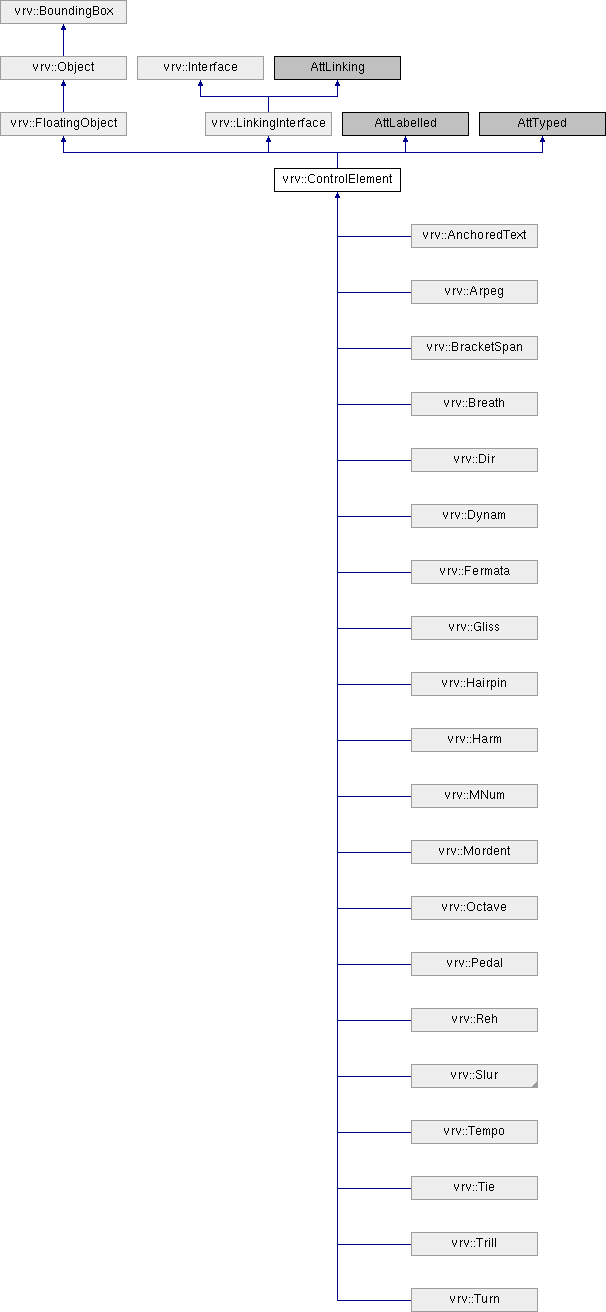 vrv::BoundingBox
vrv::Object
vrv::Interface
AttLinking
vrv::FloatingObject
vrv::LinkingInterface
AttLabelled
AttTyped
vrv::ControlElement
vrv::AnchoredText
vrv::Arpeg
vrv::BracketSpan
vrv::Breath
vrv::Dir
vrv::Dynam
vrv::Fermata
vrv::Gliss
vrv::Hairpin
vrv::Harm
vrv::MNum
vrv::Mordent
vrv::Octave
vrv::Pedal
vrv::Reh
vrv::Slur
vrv::Tempo
vrv::Tie
vrv::Trill
vrv::Turn